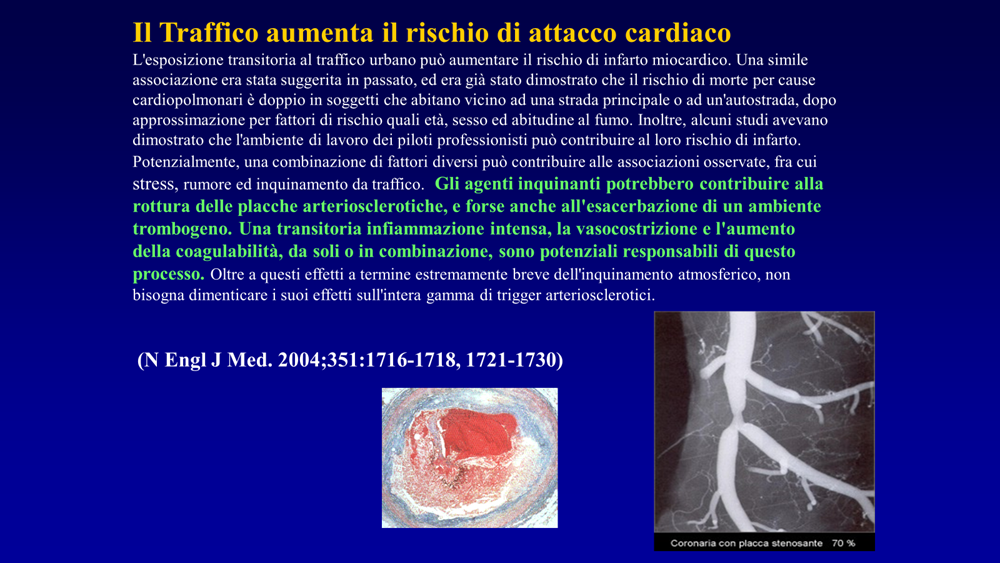 Il Traffico aumenta il rischio di attacco cardiaco
L'esposizione transitoria al traffico urbano può aumentare il rischio di infarto miocardico. Una simile
associazione era stata suggerita in passato, ed era già stato dimostrato che il rischio di morte per cause
cardiopolmonari è doppio in soggetti che abitano vicino ad una strada principale o ad un'autostrada, dopo
approssimazione per fattori di rischio quali età, sesso ed abitudine al fumo. Inoltre, alcuni studi avevano
dimostrato che l'ambiente di lavoro dei piloti professionisti può contribuire al loro rischio di infarto.
Potenzialmente, una combinazione di fattori diversi può contribuire alle associazioni osservate, fra cui
stress, rumore ed inquinamento da traffico. Gli agenti inquinanti potrebbero contribuire alla
rottura delle placche arteriosclerotiche, e forse anche all'esacerbazione di un ambiente
trombogeno. Una transitoria infiammazione intensa, la vasocostrizione e l'aumento
della coagulabilità, da soli o in combinazione, sono potenziali responsabili di questo
processo. Oltre a questi effetti a termine estremamente breve dell'inquinamento atmosferico, non
bisogna dimenticare i suoi effetti sull'intera gamma di trigger arteriosclerotici.
(N Engl J Med. 2004;351:1716-1718, 1721-1730)
Coronaria con placca stenosante 70 %